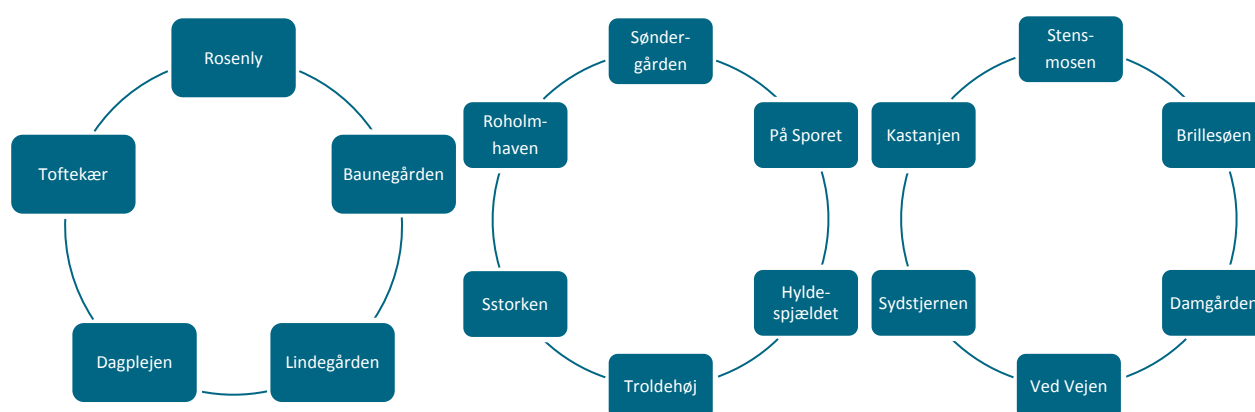 Rosenly
Baunegården
Lindegården
Dagplejen
Toftekær
Sønder-
gården
På Sporet
Hylde-
spjældet
Troldehøj
Sstorken
Roholm-
haven
Stens-
mosen
Brillesøen
Damgården
Ved Vejen
Sydstjernen
Kastanjen